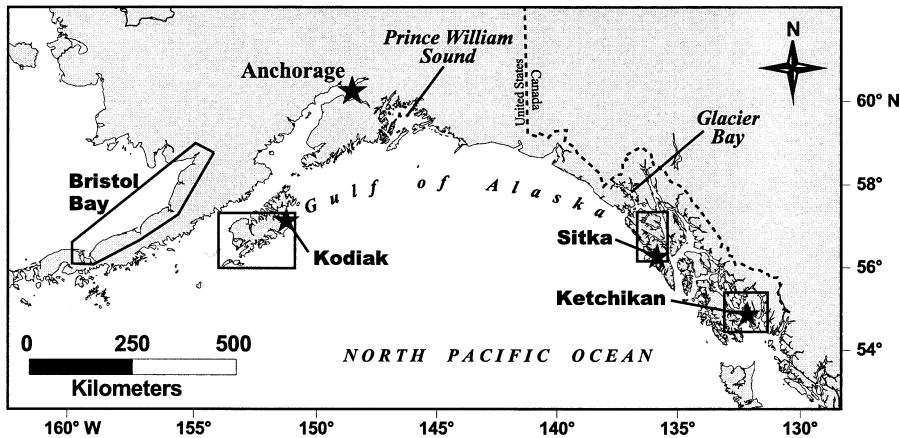 Prince William
Sound
Anchorage
United States
Canada
N
60° N
Glacier
Bay
Bristol
Bay
58°
Gulf of Alaska
Kodiak
Sitka
56°
Ketchikan
0 250 500
Kilometers
NORTH PACIFIC OCEAN
54°
160° W 155° 150° 145° 140° 135° 130°